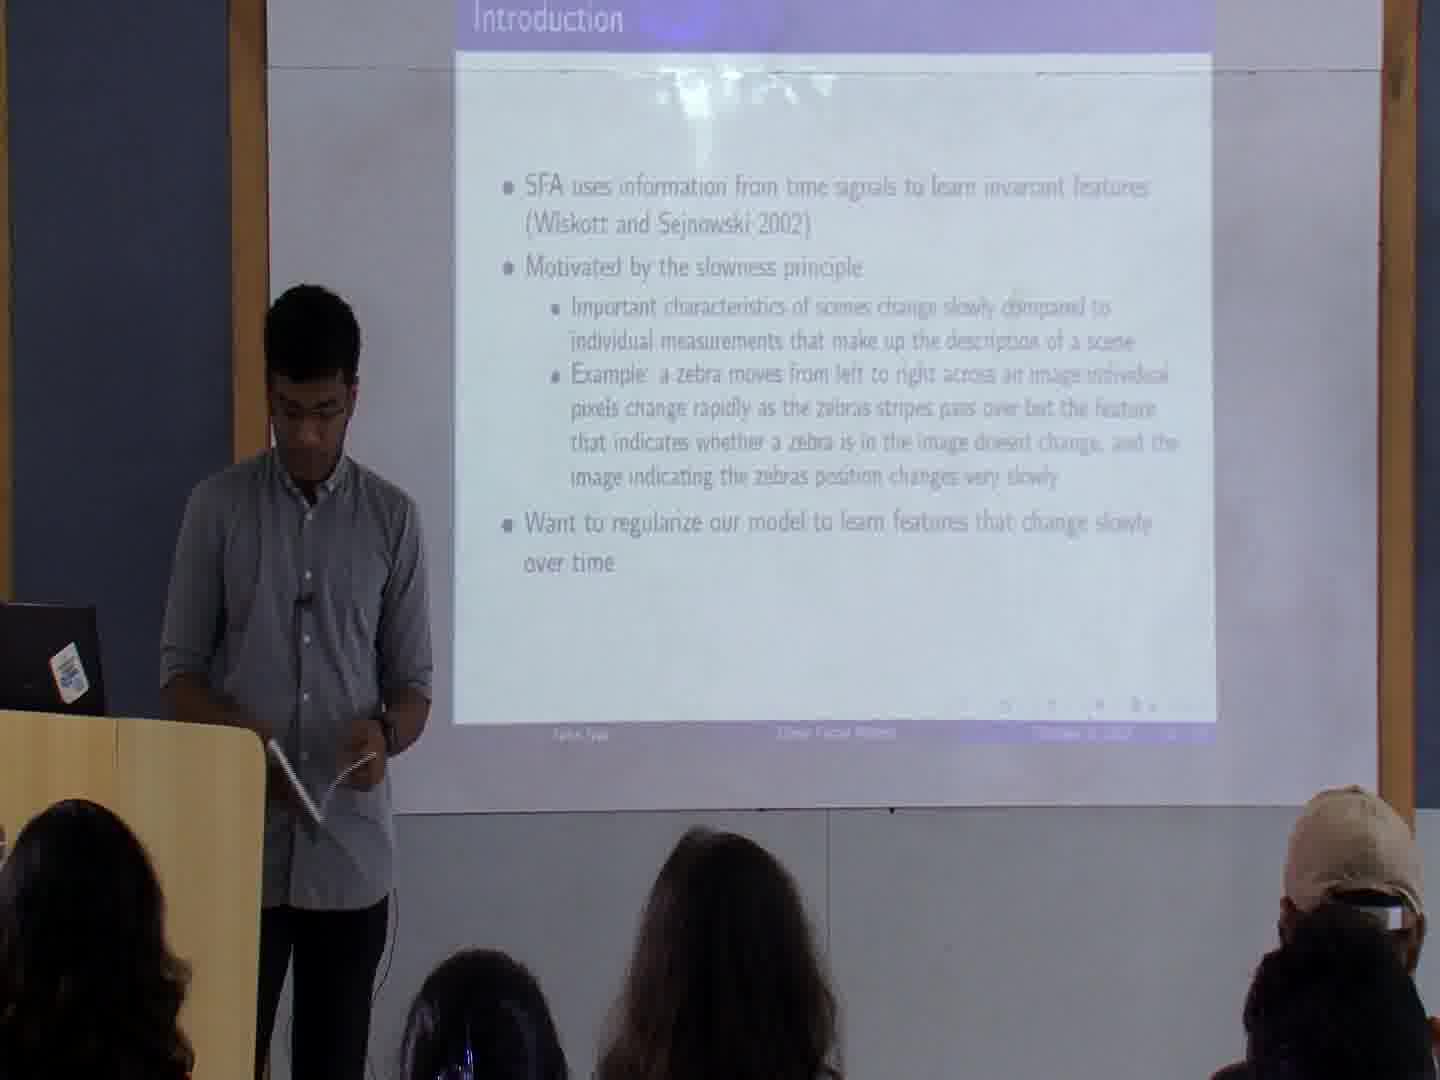 Introduction
SFA uses information from time signals to learn invariant features
(Wiskott and Sejnowski 2002)
Motivated by the slowness principle
Important characteristics of scenes change slowly compared to
individual measurements that make up the description of a scene
Example: a zebra moves from left to right across an image individual
pixels change rapidly as the zebras stripes pass over but the feature
that indicates whether a zebra is in the image doesnt change, and the
image indicating the zebras position changes very slowly
Want to regularize our model to learn features that change slowly
over time